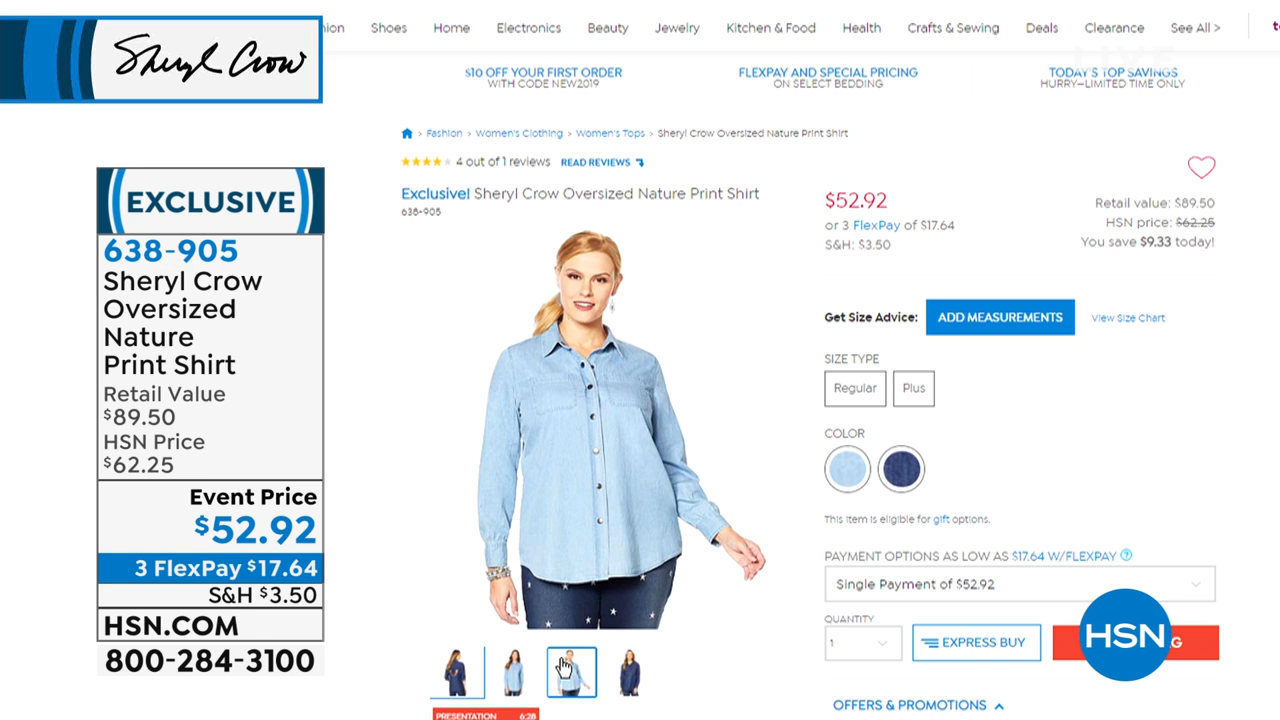 Sheryl Crow
Shoes Home Electronics Beauty Jewelry Kitchen & Food Health Crafts & Sewing Deals Clearance See All >
LIVE
$10 OFF YOUR FIRST ORDER
WITH CODE NEW2019
FLEXPAY AND SPECIAL PRICING
ON SELECT BEDDING
TODAY'S TOP SAVINGS
HURRY—LIMITED TIME ONLY
> Fashion > Women's Clothing > Women's Tops > Sheryl Crow Oversized Nature Print Shirt
4 out of 1 reviews READ REVIEWS
Exclusive! Sheryl Crow Oversized Nature Print Shirt
638-905
$52.92
or 3 FlexPay of $17.64
S&H: $3.50
Retail value: $89.50
HSN price: $62.25
You save $9.33 today!
EXCLUSIVE
638-905
Sheryl Crow
Oversized
Nature
Print Shirt
Retail Value
$89.50
HSN Price
$62.25
Event Price
$52.92
3 FlexPay $17.64
S&H $3.50
HSN.COM
800-284-3100
Get Size Advice: ADD MEASUREMENTS View Size Chart
SIZE TYPE
Regular Plus
COLOR
This item is eligible for gift options.
PAYMENT OPTIONS AS LOW AS $17.64 W/FLEXPAY ?
Single Payment of $52.92
QUANTITY
1
EXPRESS BUY
HSN
OFFERS & PROMOTIONS
PRESENTATION 6:28